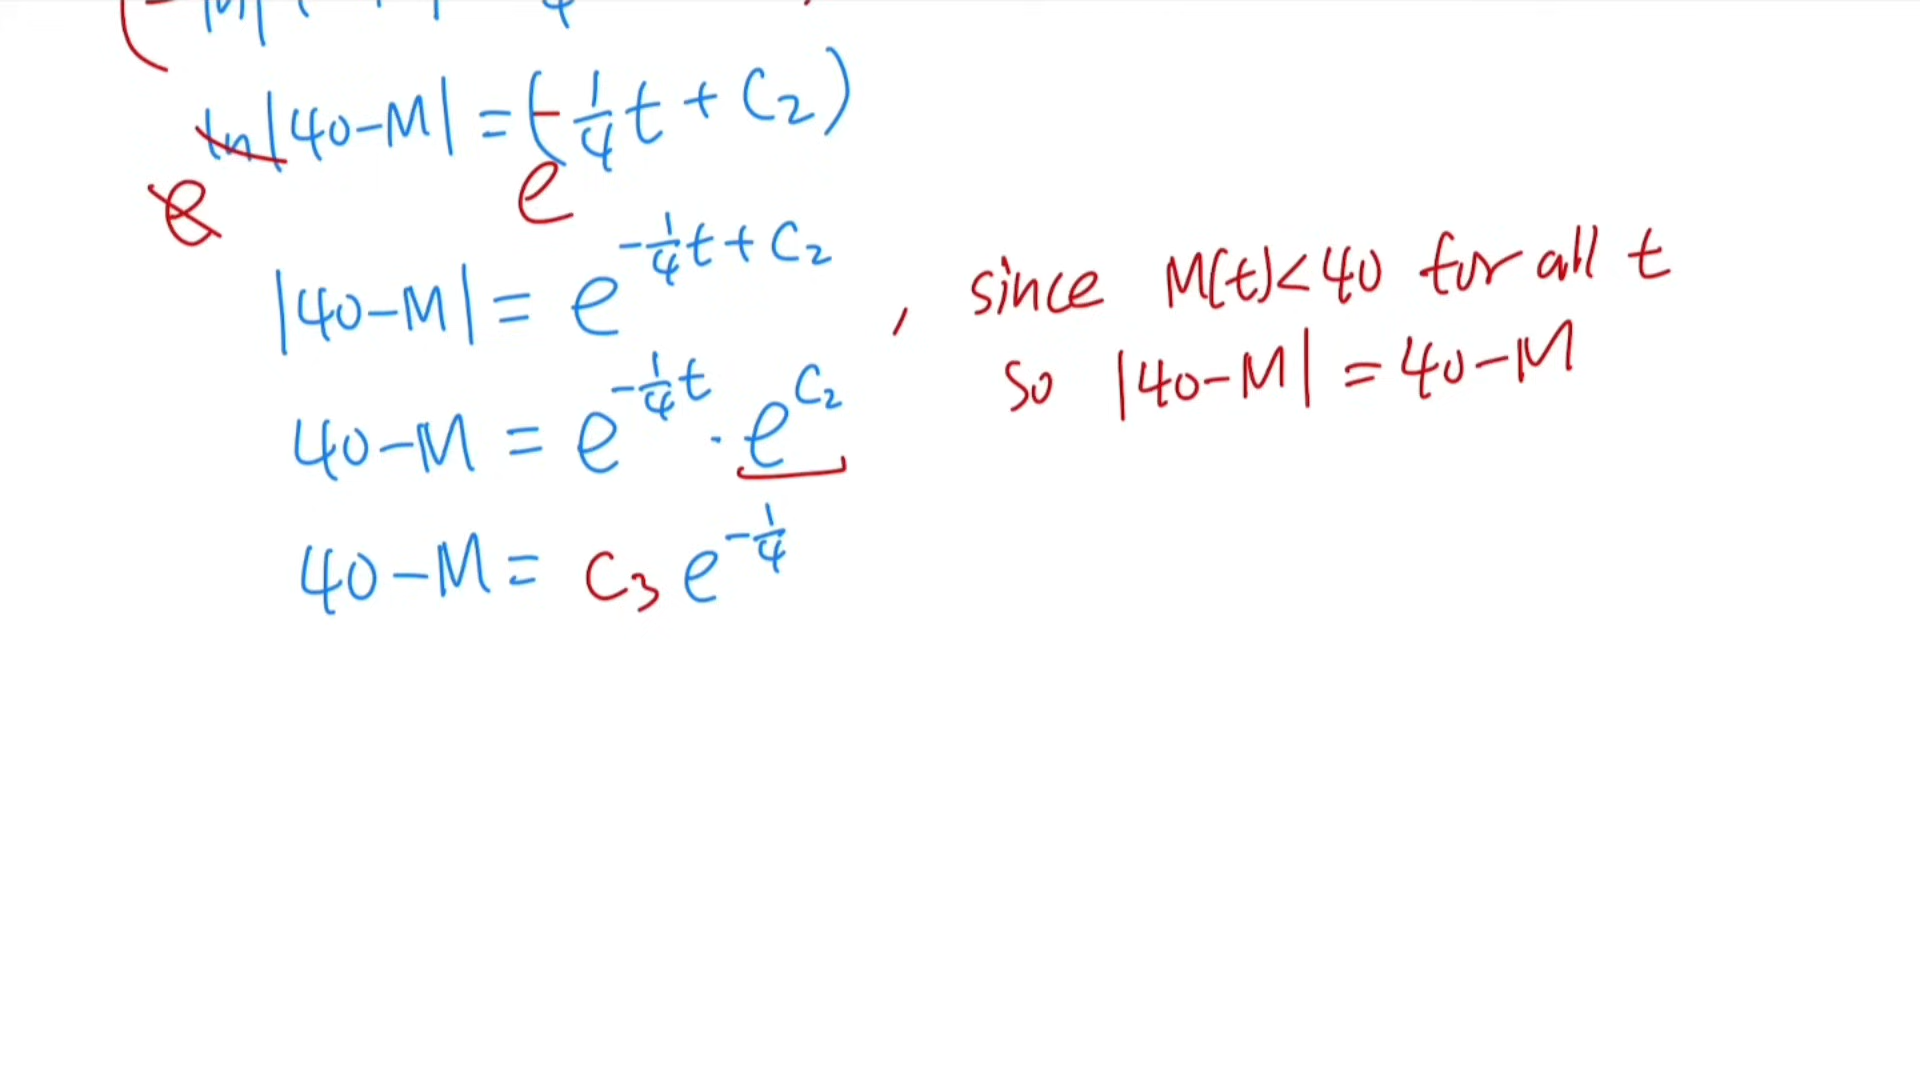 ln|40-M| = (-1/4 t + C₂)
e e
|40-M| = e^(-1/4 t + C₂) , since M(t)<40 for all t
so |40-M| = 40-M
40-M = e^(-1/4 t) · e^(C₂)
40-M = C₃ e^(-1/4)